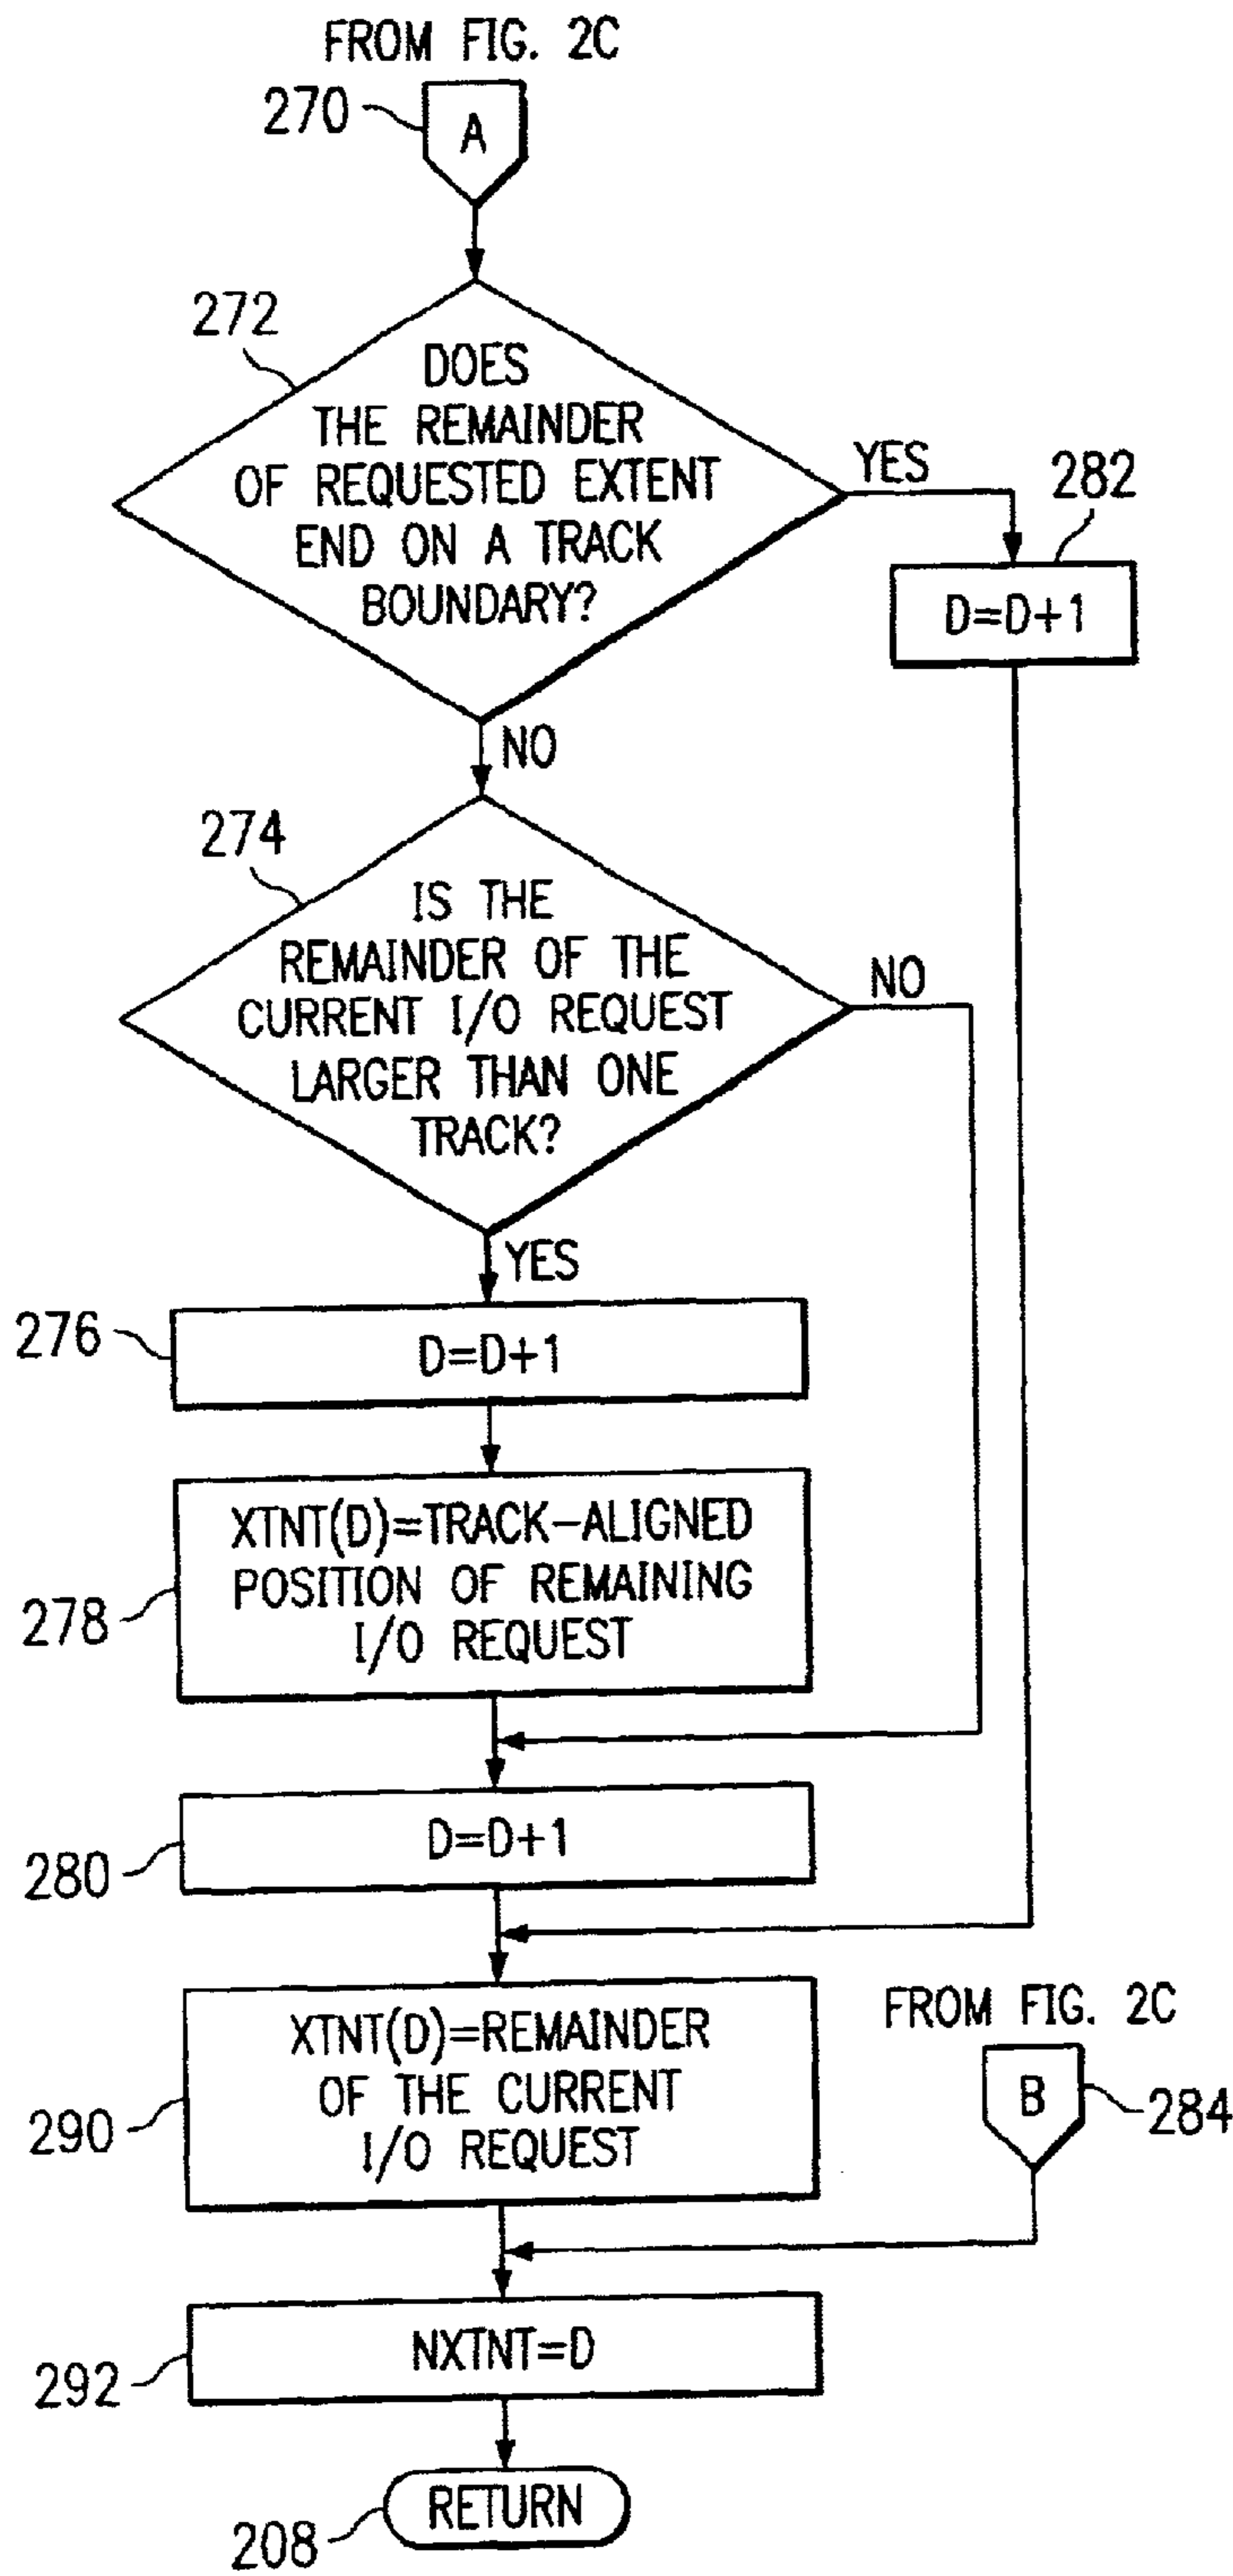 FROM FIG. 2C
270
A
272
DOES
THE REMAINDER
OF REQUESTED EXTENT
END ON A TRACK
BOUNDARY?
YES
282
D=D+1
NO
274
IS THE
REMAINDER OF THE
CURRENT I/O REQUEST
LARGER THAN ONE
TRACK?
NO
YES
276
D=D+1
278
XTNT(D)=TRACK-ALIGNED
POSITION OF REMAINING
I/O REQUEST
280
D=D+1
290
XTNT(D)=REMAINDER
OF THE CURRENT
I/O REQUEST
FROM FIG. 2C
B
284
292
NXTNT=D
208
RETURN